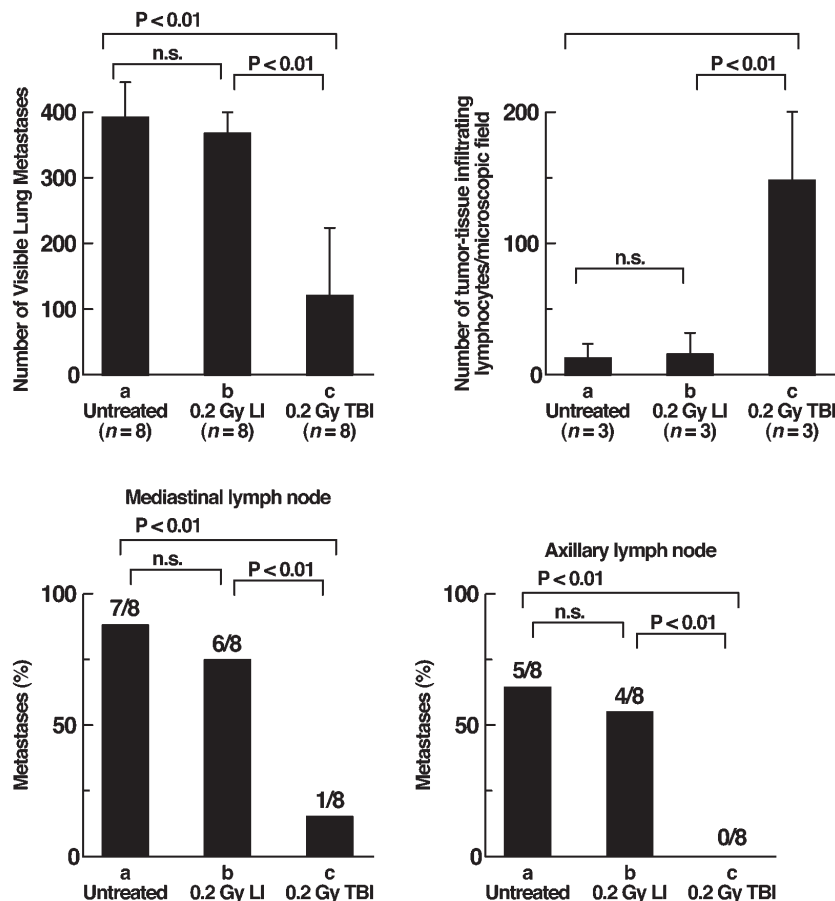 P < 0.01
n.s.
P < 0.01
Number of Visible Lung Metastases
400
300
200
100
0
a
b
c
Untreated
0.2 Gy LI
0.2 Gy TBI
(n = 8)
(n = 8)
(n = 8)
P < 0.01
n.s.
Number of tumor-tissue infiltrating
lymphocytes/microscopic field
200
100
0
a
b
c
Untreated
0.2 Gy LI
0.2 Gy TBI
(n = 3)
(n = 3)
(n = 3)
Mediastinal lymph node
P < 0.01
n.s.
P < 0.01
Metastases (%)
100
50
0
7/8
6/8
1/8
a
b
c
Untreated
0.2 Gy LI
0.2 Gy TBI
Axillary lymph node
P < 0.01
n.s.
P < 0.01
Metastases (%)
100
50
0
5/8
4/8
0/8
a
b
c
Untreated
0.2 Gy LI
0.2 Gy TBI